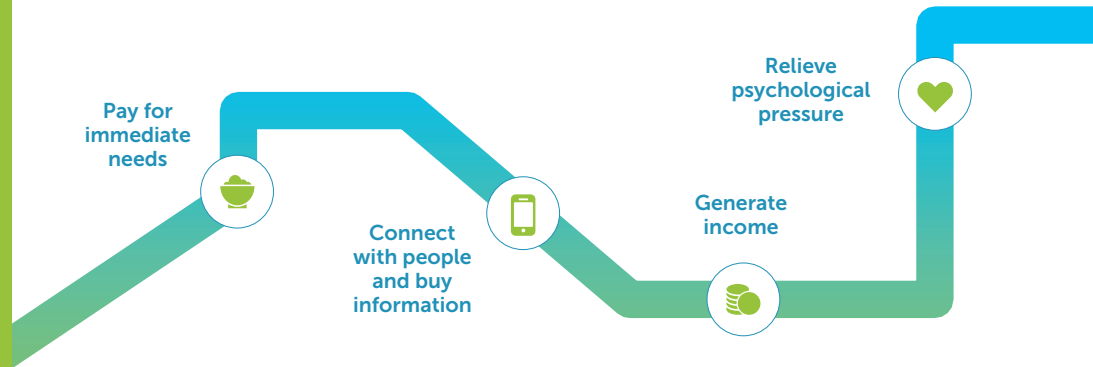 Pay for
immediate
needs
Connect
with people
and buy
information
Generate
income
Relieve
psychological
pressure